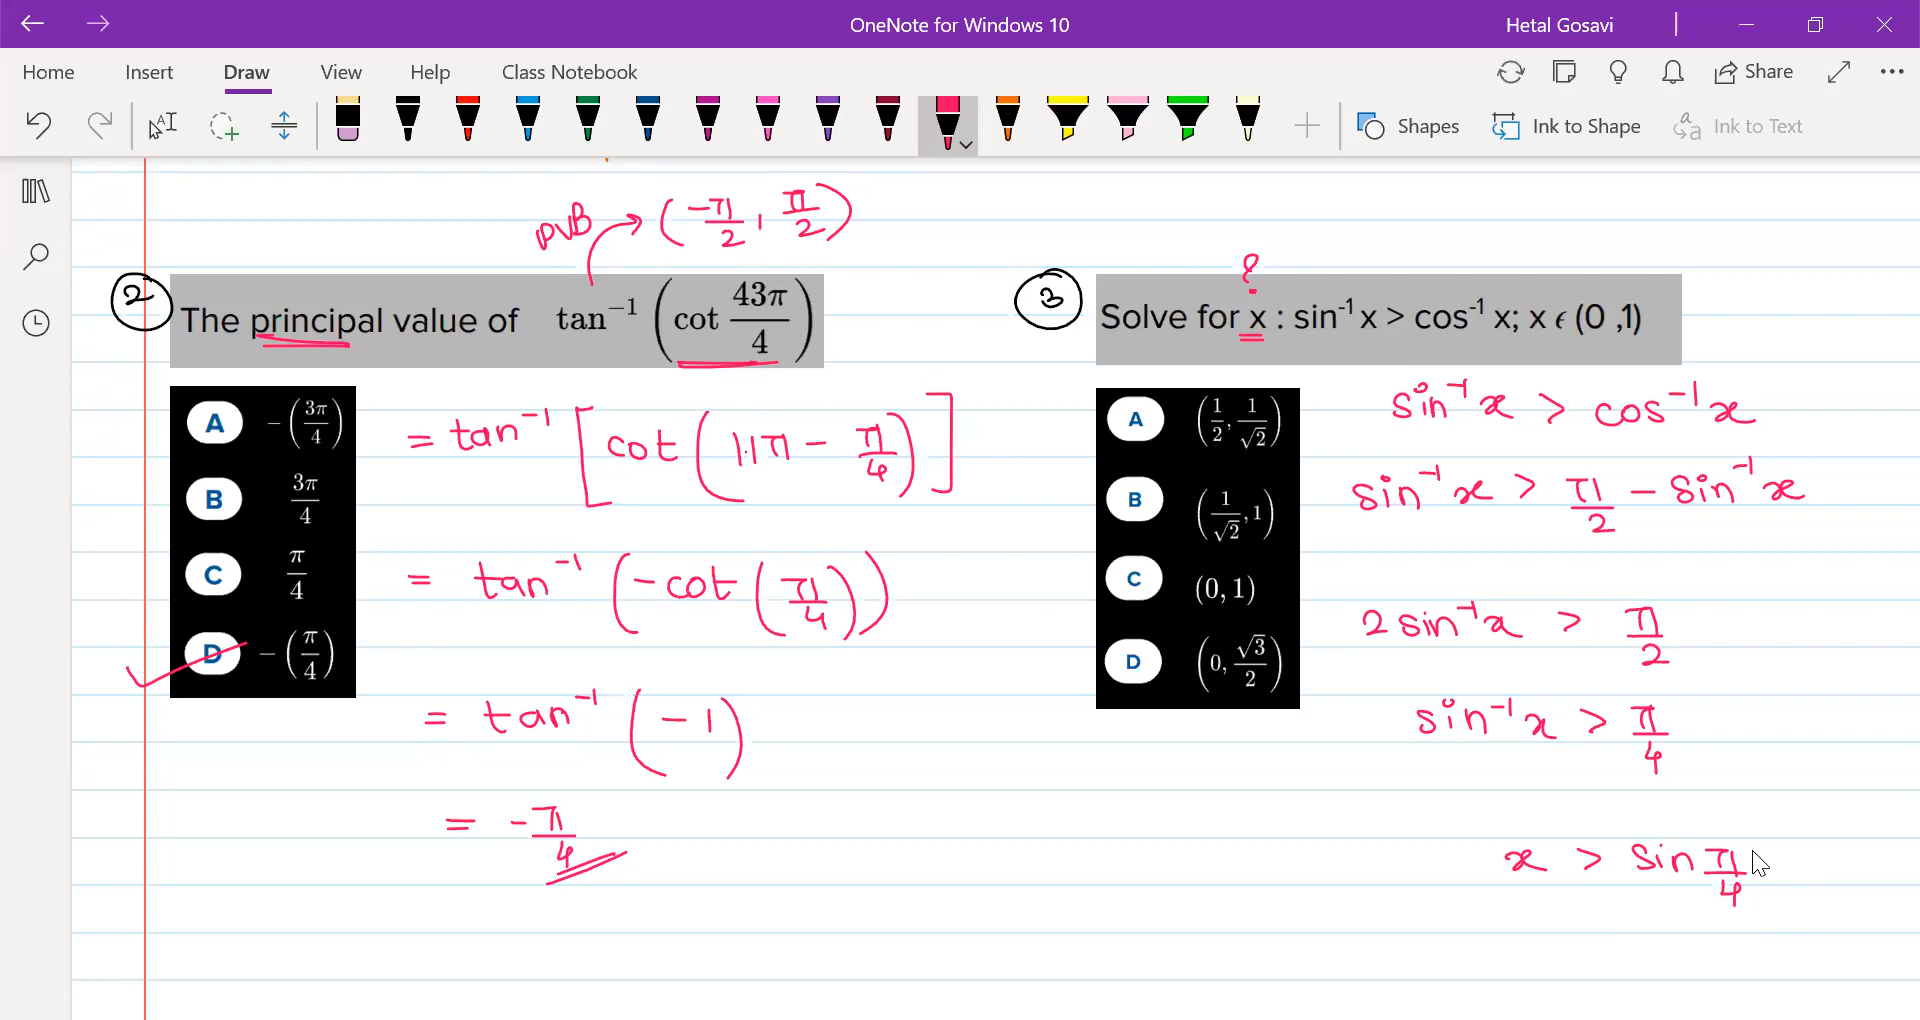 OneNote for Windows 10
Hetal Gosavi
Home Insert Draw View Help Class Notebook
Share
Shapes Ink to Shape Ink to Text
PVB → (-π/2, π/2)
② The principal value of tan⁻¹(cot 43π/4)
A -(3π/4)
B 3π/4
C π/4
D -(π/4)
= tan⁻¹[cot(11π - π/4)]
= tan⁻¹(-cot(π/4))
= tan⁻¹(-1)
= -π/4
?
③ Solve for x : sin⁻¹ x > cos⁻¹ x; x ϵ (0 ,1)
A (1/2, 1/√2)
B (1/√2, 1)
C (0, 1)
D (0, √3/2)
sin⁻¹x > cos⁻¹x
sin⁻¹x > π/2 - sin⁻¹x
2 sin⁻¹x > π/2
sin⁻¹x > π/4
x > sin π/4